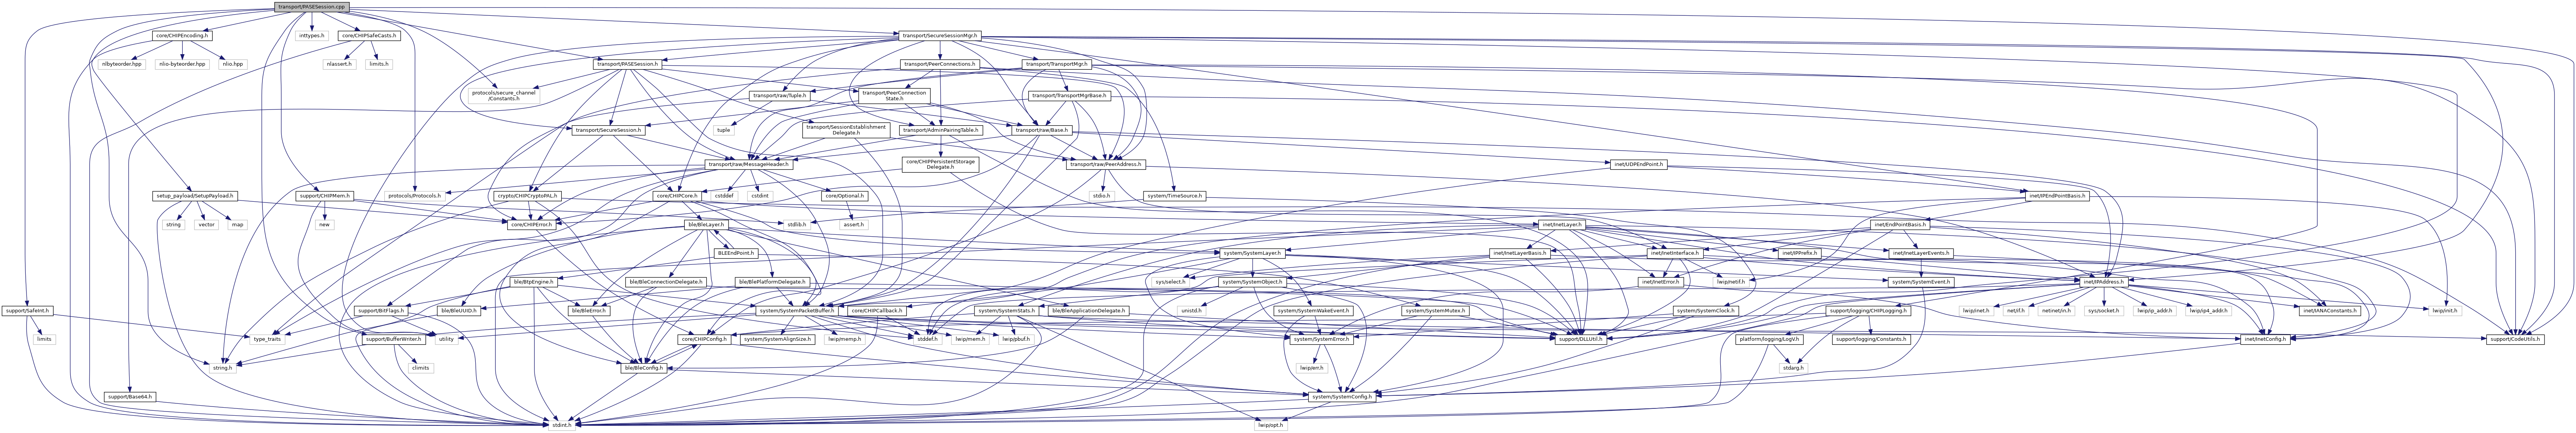 transport/PASESession.cpp
core/CHIPEncoding.h
inttypes.h
core/CHIPSafeCasts.h
transport/SecureSessionMgr.h
nlbyteorder.hpp
nlio-byteorder.hpp
nlio.hpp
nlassert.h
limits.h
transport/PASESession.h
transport/PeerConnections.h
transport/TransportMgr.h
protocols/secure_channel
/Constants.h
transport/raw/Tuple.h
transport/PeerConnection
State.h
transport/TransportMgrBase.h
tuple
transport/SecureSession.h
transport/SessionEstablishment
Delegate.h
transport/AdminPairingTable.h
transport/raw/Base.h
transport/raw/MessageHeader.h
core/CHIPPersistentStorage
Delegate.h
transport/raw/PeerAddress.h
inet/UDPEndPoint.h
setup_payload/SetupPayload.h
support/CHIPMem.h
protocols/Protocols.h
crypto/CHIPCryptoPAL.h
core/CHIPCore.h
cstddef
cstdint
core/Optional.h
stdio.h
system/TimeSource.h
inet/IPEndPointBasis.h
string
vector
map
new
core/CHIPError.h
ble/BleLayer.h
stdlib.h
assert.h
inet/InetLayer.h
inet/EndPointBasis.h
BLEEndPoint.h
system/SystemLayer.h
inet/InetLayerBasis.h
inet/InetInterface.h
inet/IPPrefix.h
inet/InetLayerEvents.h
ble/BtpEngine.h
ble/BleConnectionDelegate.h
ble/BlePlatformDelegate.h
sys/select.h
system/SystemObject.h
inet/InetError.h
lwip/netif.h
system/SystemEvent.h
inet/IPAddress.h
support/SafeInt.h
support/BitFlags.h
ble/BleUUID.h
ble/BleError.h
system/SystemPacketBuffer.h
core/CHIPCallback.h
system/SystemStats.h
ble/BleApplicationDelegate.h
unistd.h
system/SystemWakeEvent.h
system/SystemMutex.h
system/SystemClock.h
support/logging/CHIPLogging.h
lwip/inet.h
net/if.h
netinet/in.h
sys/socket.h
lwip/ip_addr.h
lwip/ip4_addr.h
inet/IANAConstants.h
lwip/init.h
limits
type_traits
support/BufferWriter.h
utility
core/CHIPConfig.h
system/SystemAlignSize.h
lwip/memp.h
stddef.h
lwip/mem.h
lwip/pbuf.h
system/SystemError.h
support/DLLUtil.h
platform/logging/LogV.h
support/logging/Constants.h
inet/InetConfig.h
support/CodeUtils.h
string.h
climits
ble/BleConfig.h
lwip/err.h
stdarg.h
support/Base64.h
system/SystemConfig.h
stdint.h
lwip/opt.h